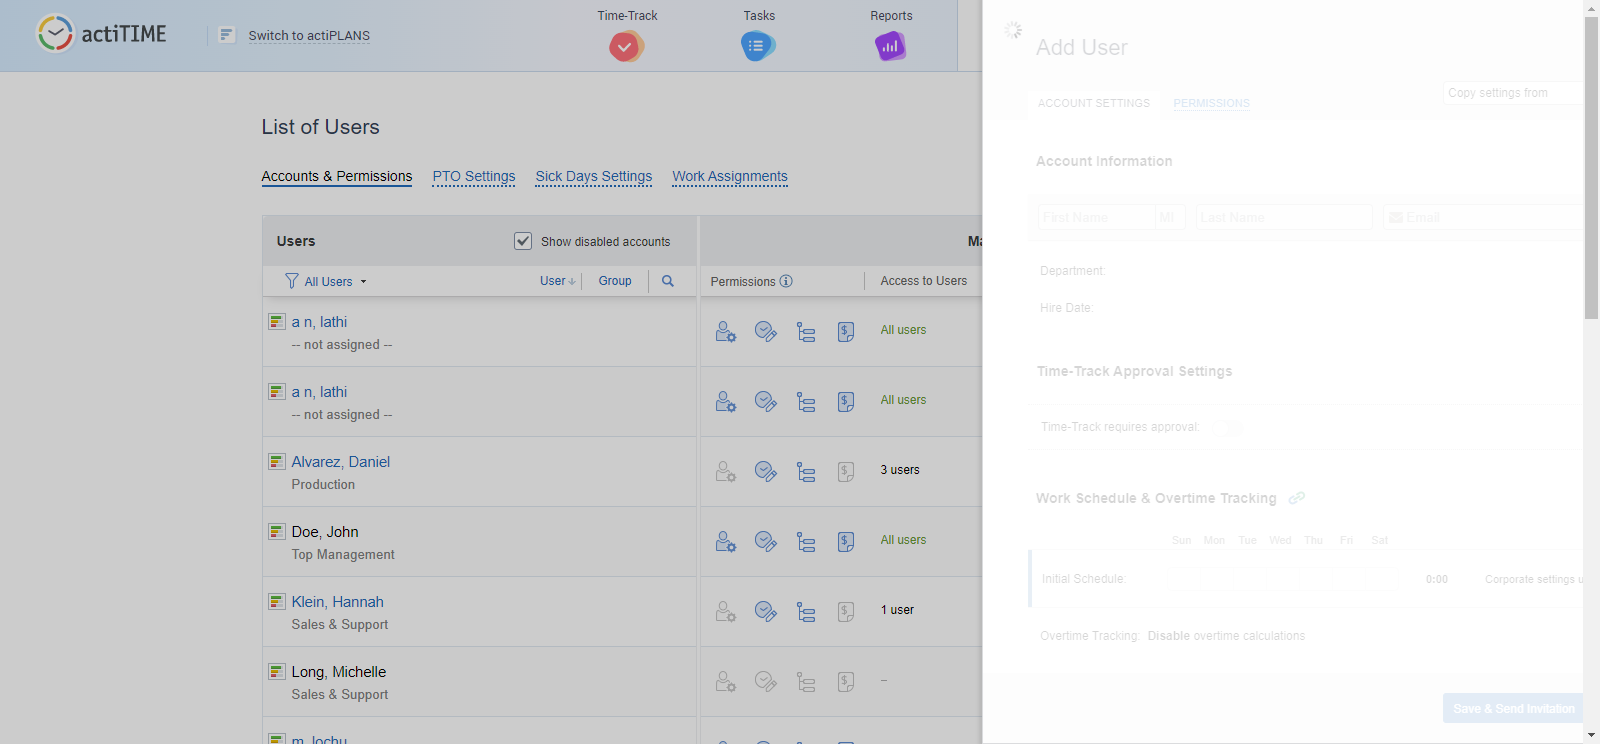 actiTIME
Switch to actiPLANS
Time-Track
Tasks
Reports
List of Users
Accounts & Permissions
PTO Settings
Sick Days Settings
Work Assignments
Users
Show disabled accounts
All Users
User
Group
Permissions
Access to Users
a n, lathi
-- not assigned --
All users
a n, lathi
-- not assigned --
All users
Alvarez, Daniel
Production
3 users
Doe, John
Top Management
All users
Klein, Hannah
Sales & Support
1 user
Long, Michelle
Sales & Support
--
Add User
Copy settings from
ACCOUNT SETTINGS
PERMISSIONS
Account Information
First Name
MI
Last Name
Email
Department:
Hire Date:
Time-Track Approval Settings
Time-Track requires approval:
Work Schedule & Overtime Tracking
Sun Mon Tue Wed Thu Fri Sat
Initial Schedule:
0:00
Corporate settings u
Overtime Tracking: Disable overtime calculations
Save & Send Invitation